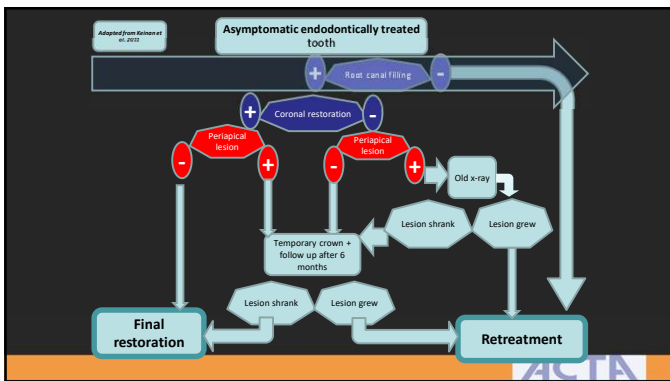 Adapted from Keinan et
al, 2011
Asymptomatic endodontically treated
tooth
+
Root canal filling
-
+
Coronal restoration
-
Periapical
lesion
Periapical
lesion
-
+
-
+
Old x-ray
Lesion shrank
Lesion grew
Temporary crown +
follow up after 6
months
Lesion shrank
Lesion grew
Final
restoration
Retreatment
ACTA